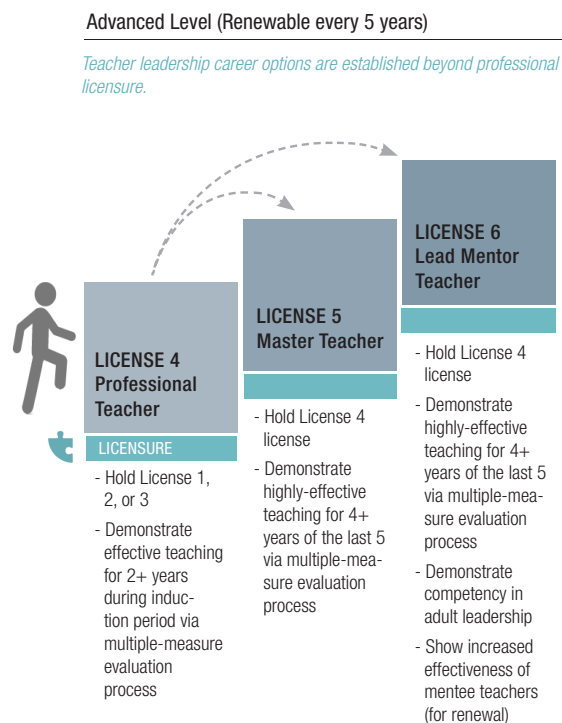 Advanced Level (Renewable every 5 years)
Teacher leadership career options are established beyond professional
licensure.
LICENSE 4
Professional
Teacher
LICENSURE
- Hold License 1,
2, or 3
- Demonstrate
effective teaching
for 2+ years
during induc-
tion period via
multiple-measure
evaluation
process
LICENSE 5
Master Teacher
- Hold License 4
license
- Demonstrate
highly-effective
teaching for 4+
years of the last 5
via multiple-mea-
sure evaluation
process
LICENSE 6
Lead Mentor
Teacher
- Hold License 4
license
- Demonstrate
highly-effective
teaching for 4+
years of the last 5
via multiple-mea-
sure evaluation
process
- Demonstrate
competency in
adult leadership
- Show increased
effectiveness of
mentee teachers
(for renewal)